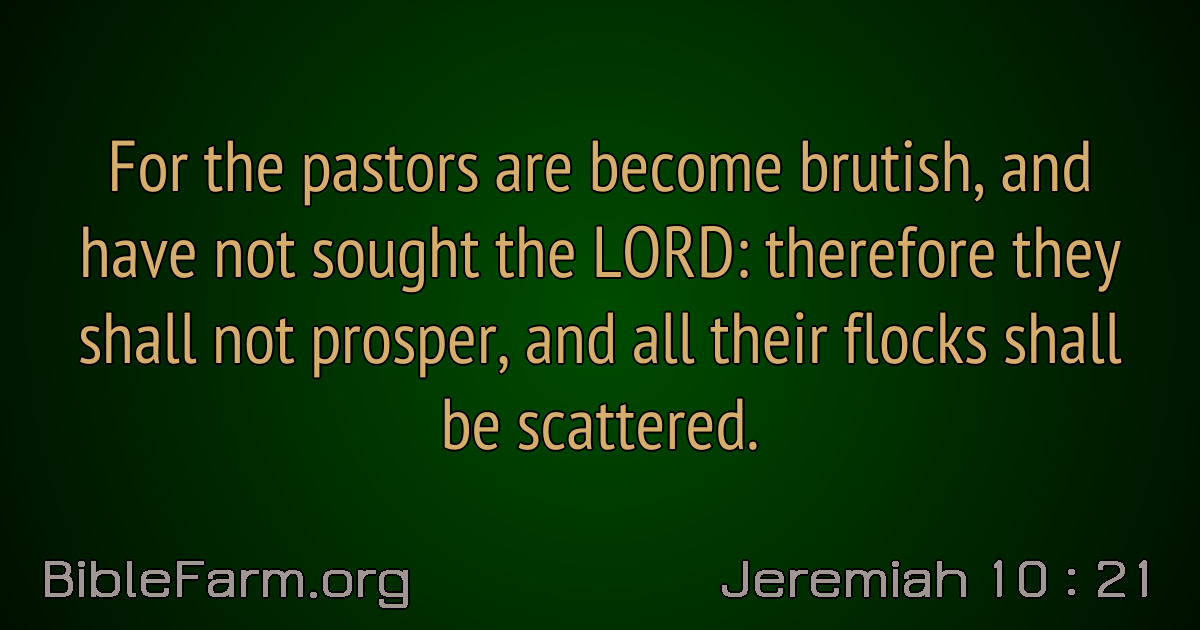 For the pastors are become brutish, and
have not sought the LORD: therefore they
shall not prosper, and all their flocks shall
be scattered.
BibleFarm.org
Jeremiah 10 : 21